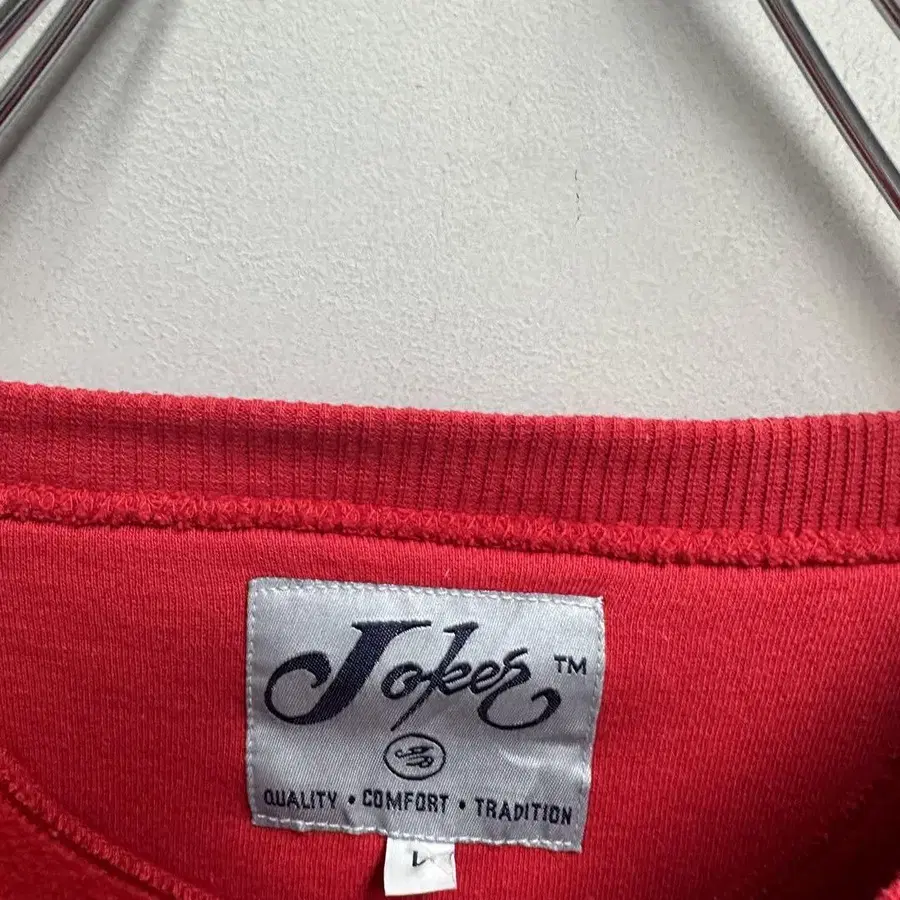 Joker™
QUALITY • COMFORT • TRADITION